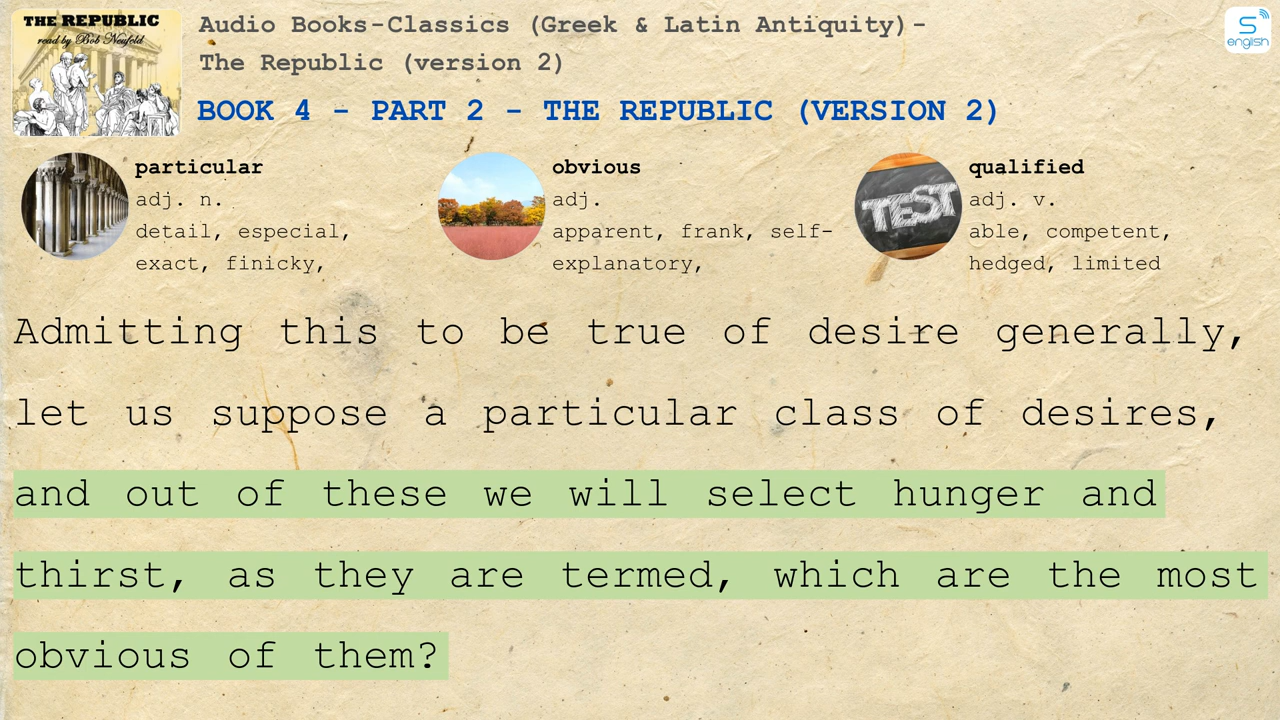 THE REPUBLIC
read by Bob Neufeld
Audio Books-Classics (Greek & Latin Antiquity)-
The Republic (version 2)
S
english
BOOK 4 - PART 2 - THE REPUBLIC (VERSION 2)
particular
adj. n.
detail, especial,
exact, finicky,
obvious
adj.
apparent, frank, self-
explanatory,
TEST
qualified
adj. v.
able, competent,
hedged, limited
Admitting this to be true of desire generally,
let us suppose a particular class of desires,
and out of these we will select hunger and
thirst, as they are termed, which are the most
obvious of them?